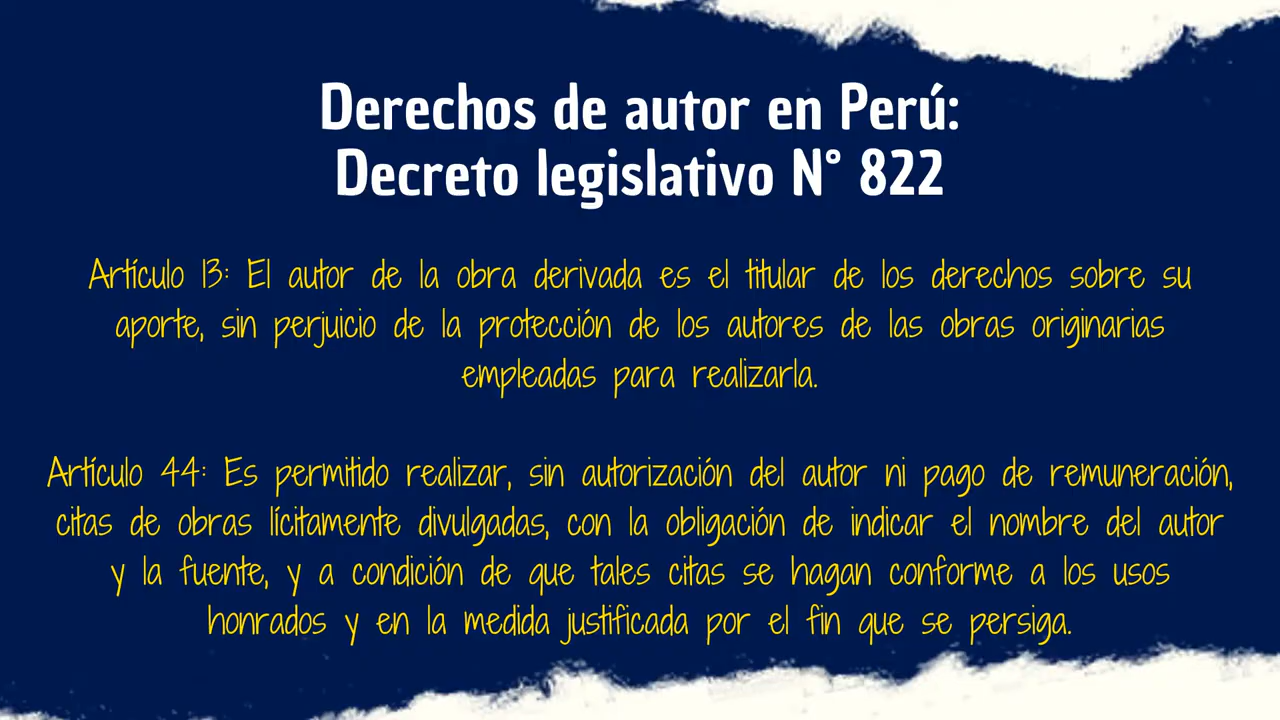 Derechos de autor en Perú:
Decreto legislativo N° 822
Artículo 13: El autor de la obra derivada es el titular de los derechos sobre su
aporte, sin perjuicio de la protección de los autores de las obras originarias
empleadas para realizarla.
Artículo 44: Es permitido realizar, sin autorización del autor ni pago de remuneración,
citas de obras lícitamente divulgadas, con la obligación de indicar el nombre del autor
y la fuente, y a condición de que tales citas se hagan conforme a los usos
honrados y en la medida justificada por el fin que se persiga.